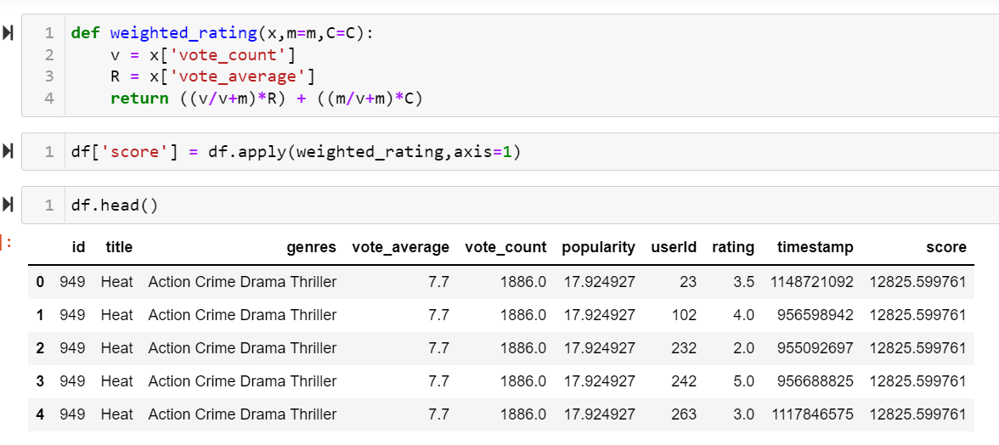 1 def weighted_rating(x,m=m,C=C):
2 v = x['vote_count']
3 R = x['vote_average']
4 return ((v/v+m)*R) + ((m/v+m)*C)
1 df['score'] = df.apply(weighted_rating,axis=1)
1 df.head()
]:
id title genres vote_average vote_count popularity userId rating timestamp score
0 949 Heat Action Crime Drama Thriller 7.7 1886.0 17.924927 23 3.5 1148721092 12825.599761
1 949 Heat Action Crime Drama Thriller 7.7 1886.0 17.924927 102 4.0 956598942 12825.599761
2 949 Heat Action Crime Drama Thriller 7.7 1886.0 17.924927 232 2.0 955092697 12825.599761
3 949 Heat Action Crime Drama Thriller 7.7 1886.0 17.924927 242 5.0 956688825 12825.599761
4 949 Heat Action Crime Drama Thriller 7.7 1886.0 17.924927 263 3.0 1117846575 12825.599761